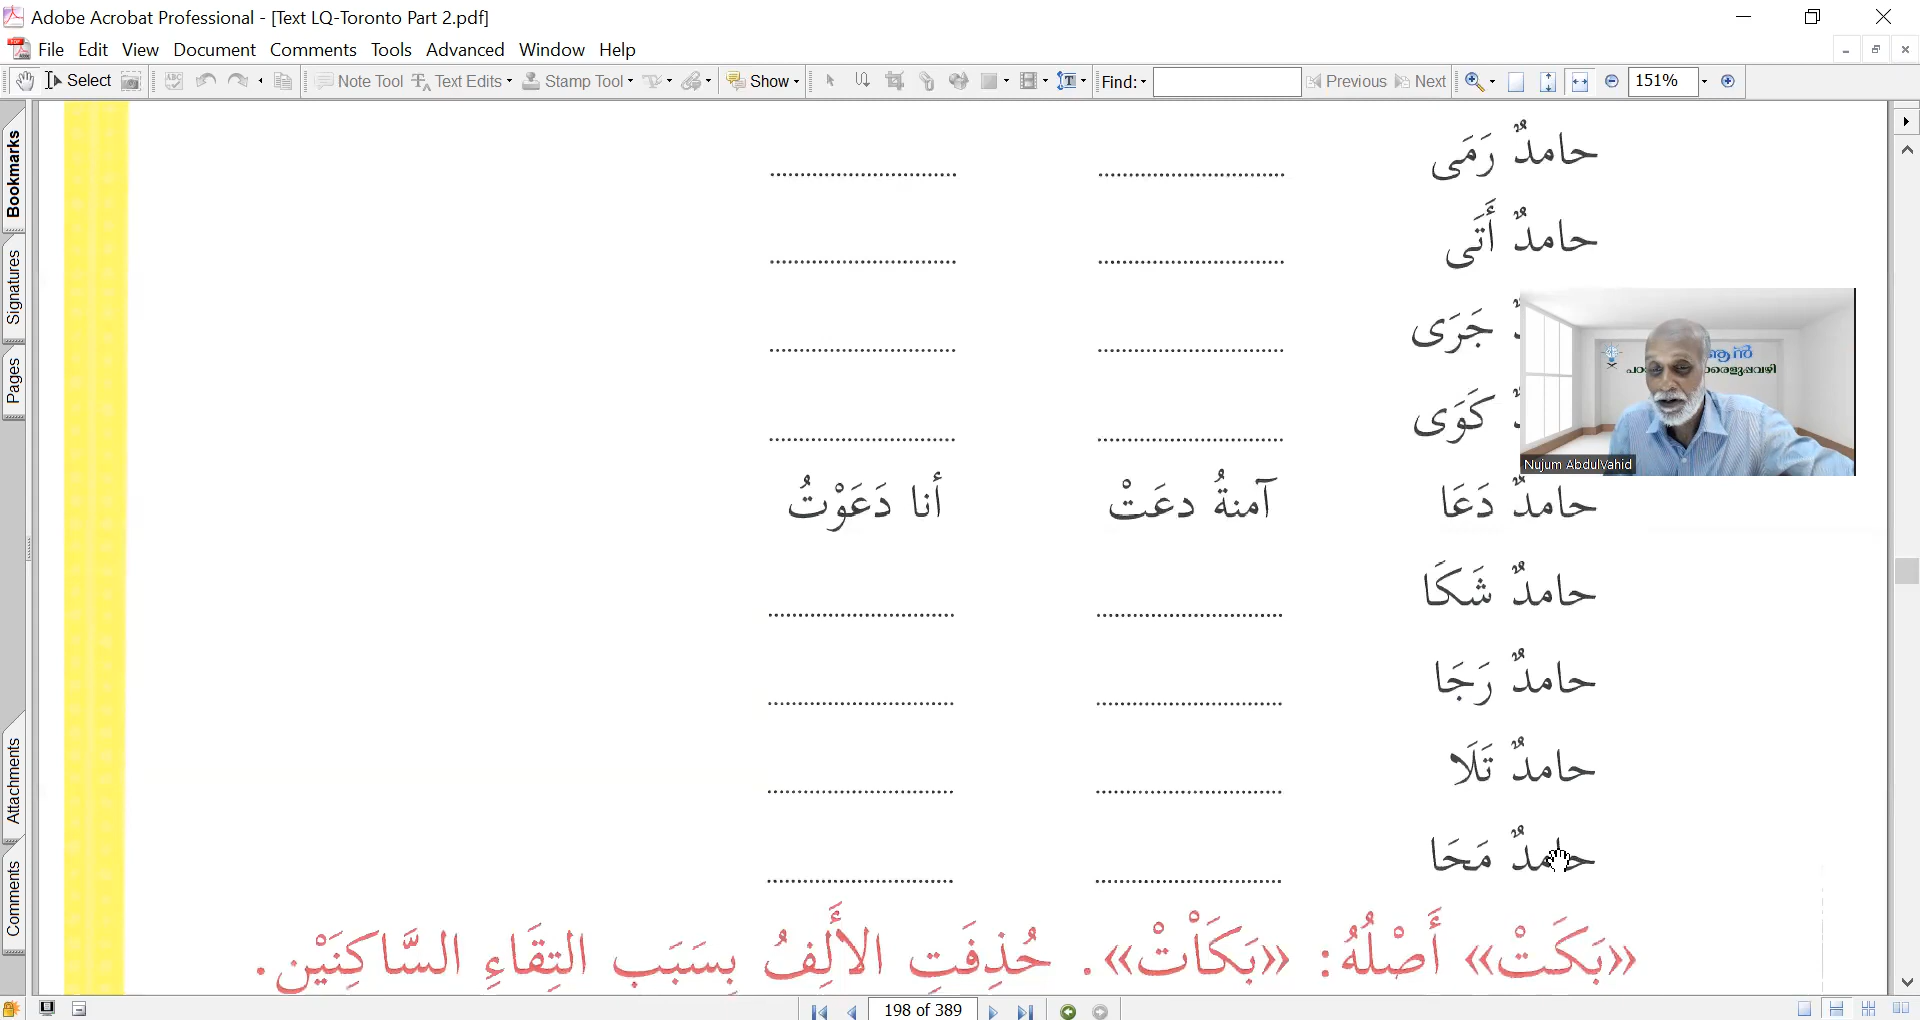 Adobe Acrobat Professional - [Text LQ-Toronto Part 2.pdf]
File Edit View Document Comments Tools Advanced Window Help
Select Note Tool Text Edits Stamp Tool Show Find: Previous Next 151%
Bookmarks
Signatures
Pages
Attachments
Comments
حامدٌ رَمَى ........................................ ........................................
حامدٌ أَتَى ........................................ ........................................
جَرَى ........................................ ........................................
كَوَى ........................................ ........................................
ആൻ
Nujum AbdulVahid
حامدٌ دَعَا آمنةُ دعَتْ أنا دَعَوْتُ
حامدٌ شَكَا ........................................ ........................................
حامدٌ رَجَا ........................................ ........................................
حامدٌ تَلَا ........................................ ........................................
حامدٌ مَحَا ........................................ ........................................
«بَكَتْ» أَصْلُهُ: «بَكَاْتْ». حُذِفَتِ الأَلِفُ بِسَبَبِ التِقَاءِ السَّاكِنَيْنِ.
198 of 389